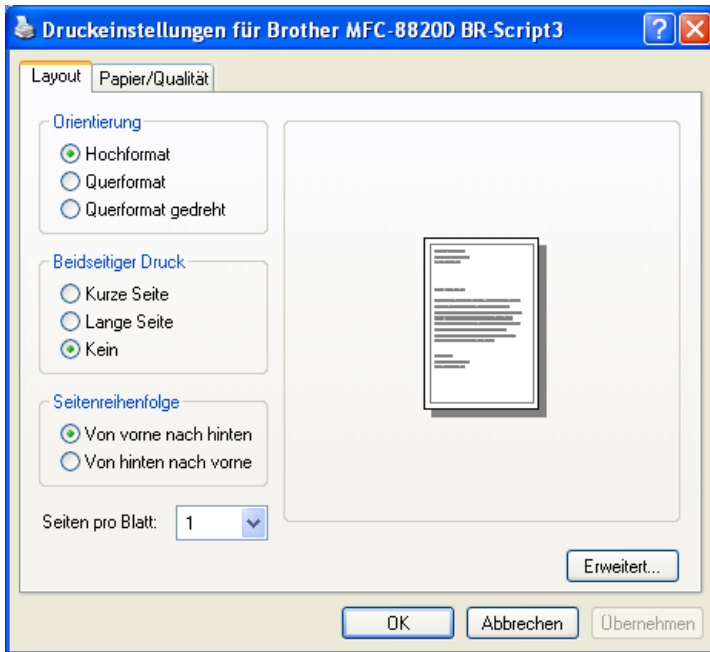 Druckeinstellungen für Brother MFC-8820D BR-Script3
Layout Papier/Qualität
Orientierung
Hochformat
Querformat
Querformat gedreht
Beidseitiger Druck
Kurze Seite
Lange Seite
Kein
Seitenreihenfolge
Von vorne nach hinten
Von hinten nach vorne
Seiten pro Blatt: 1
Erweitert...
OK Abbrechen Übernehmen